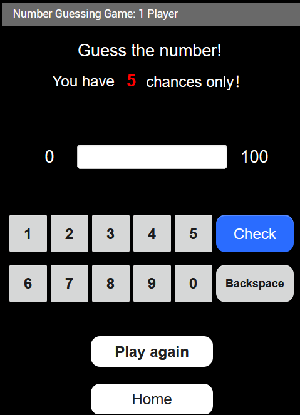 Number Guessing Game: 1 Player
Guess the number!
You have 5 chances only!
0 100
1 2 3 4 5 Check
6 7 8 9 0 Backspace
Play again
Home